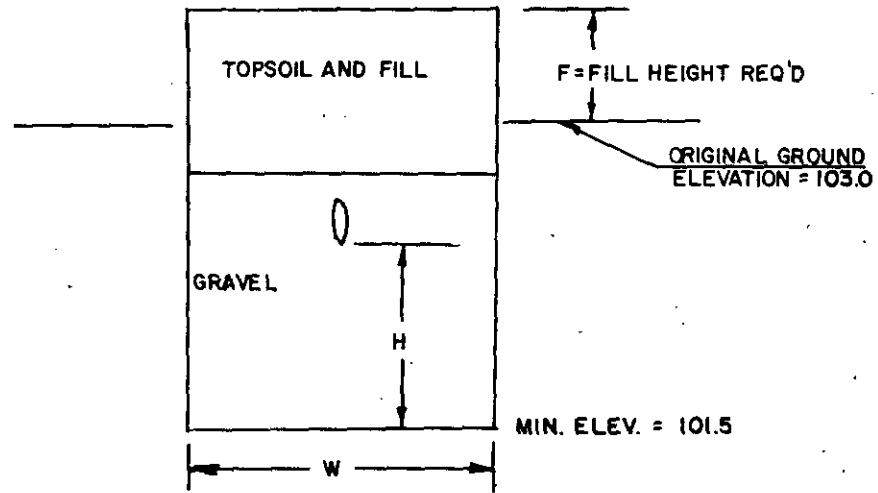 TOPSOIL AND FILL
F=FILL HEIGHT REQ'D
ORIGINAL GROUND
ELEVATION = 103.0
GRAVEL
H
MIN. ELEV. = 101.5
W